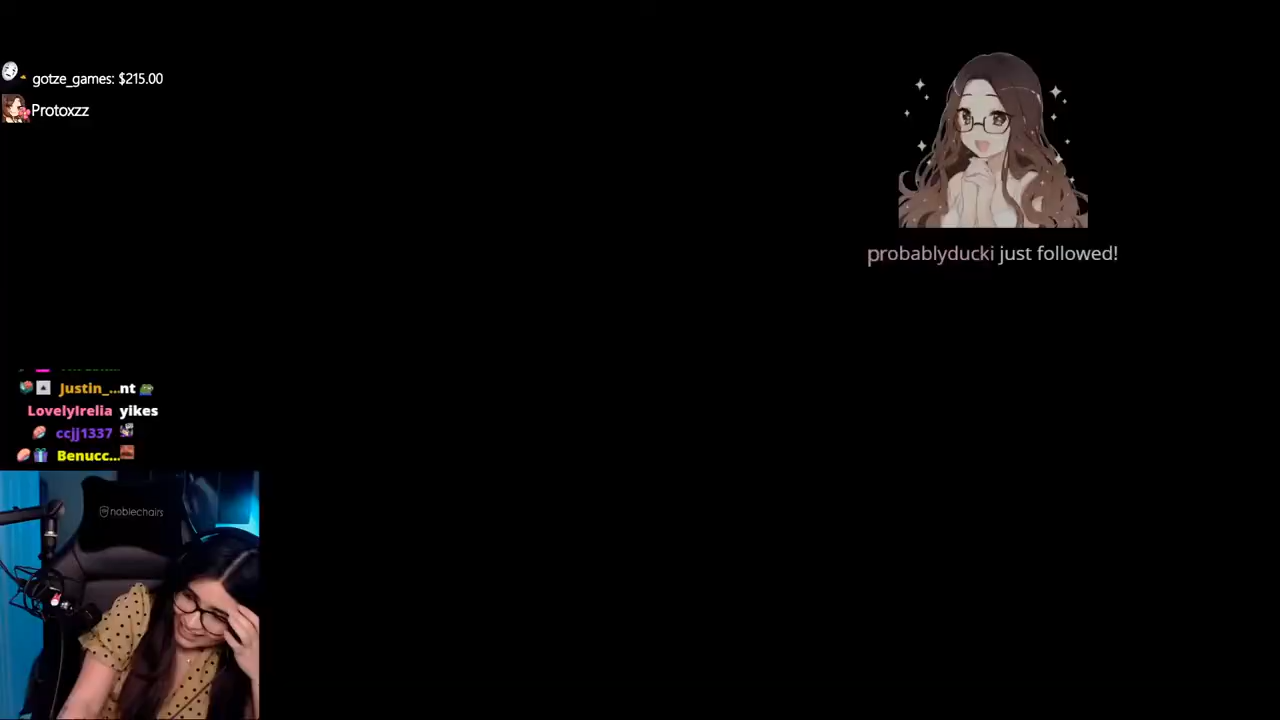 gotze_games: $215.00
Protoxzz
probablyducki just followed!
Justin_...nt
LovelyIrelia yikes
ccjj1337
Benucc...
noblechairs